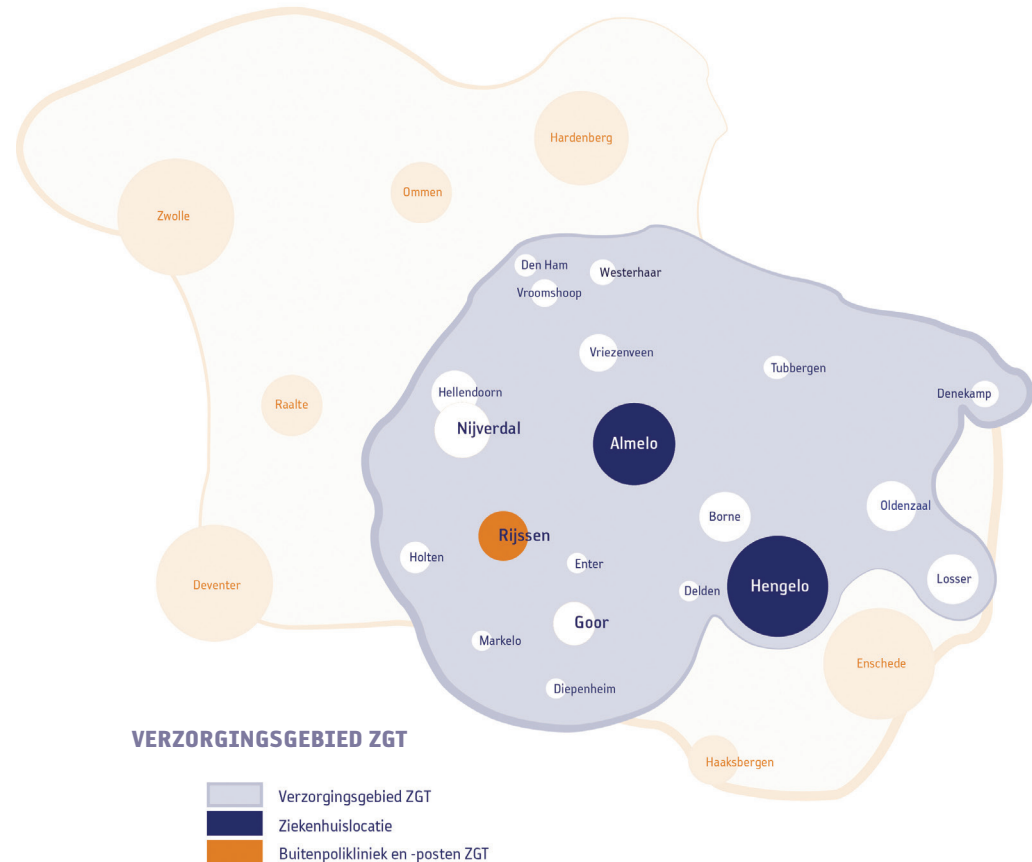 Hardenberg
Ommen
Zwolle
Den Ham
Westerhaar
Vroomshoop
Vriezenveen
Tubbergen
Hellendoorn
Denekamp
Raalte
Nijverdal
Almelo
Oldenzaal
Borne
Rijssen
Holten
Enter
Losser
Deventer
Delden
Hengelo
Goor
Markelo
Enschede
Diepenheim
VERZORGINGSGEBIED ZGT
Haaksbergen
Verzorgingsgebied ZGT
Ziekenhuislocatie
Buitenpolikliniek en -posten ZGT